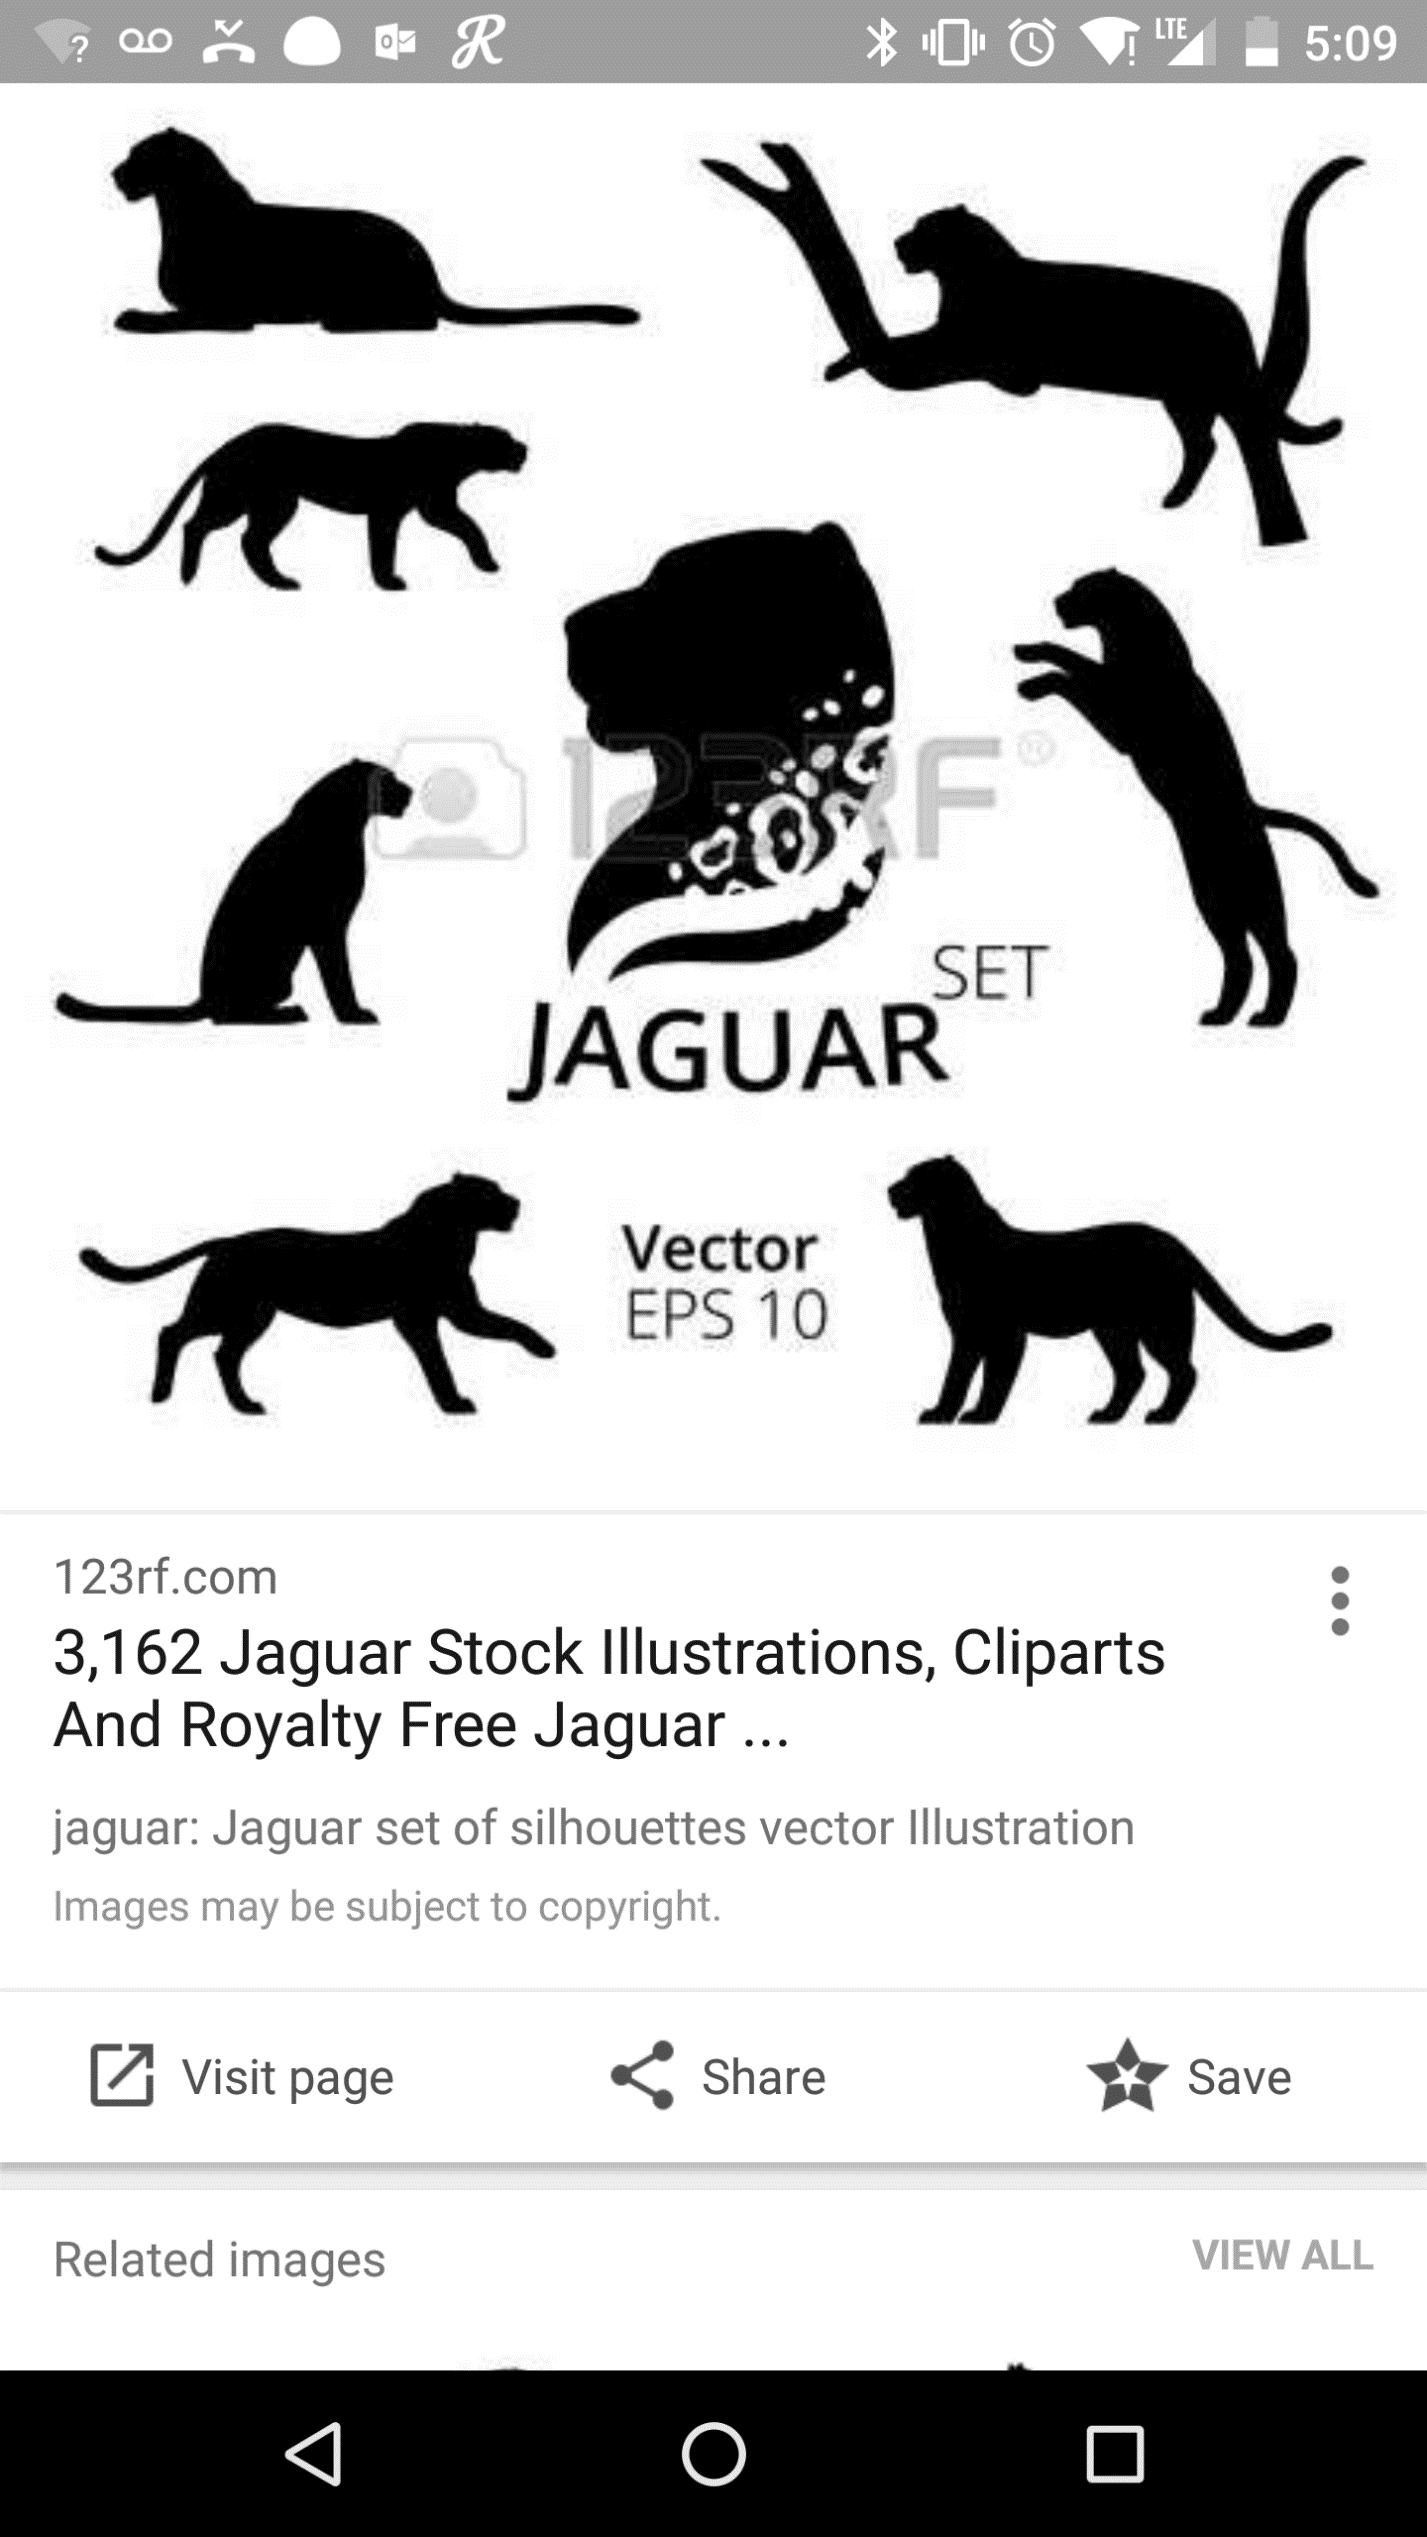 LTE 5:09
123RF®
SET
JAGUAR
Vector
EPS 10
123rf.com
3,162 Jaguar Stock Illustrations, Cliparts
And Royalty Free Jaguar ...
jaguar: Jaguar set of silhouettes vector Illustration
Images may be subject to copyright.
Visit page
Share
Save
Related images
VIEW ALL